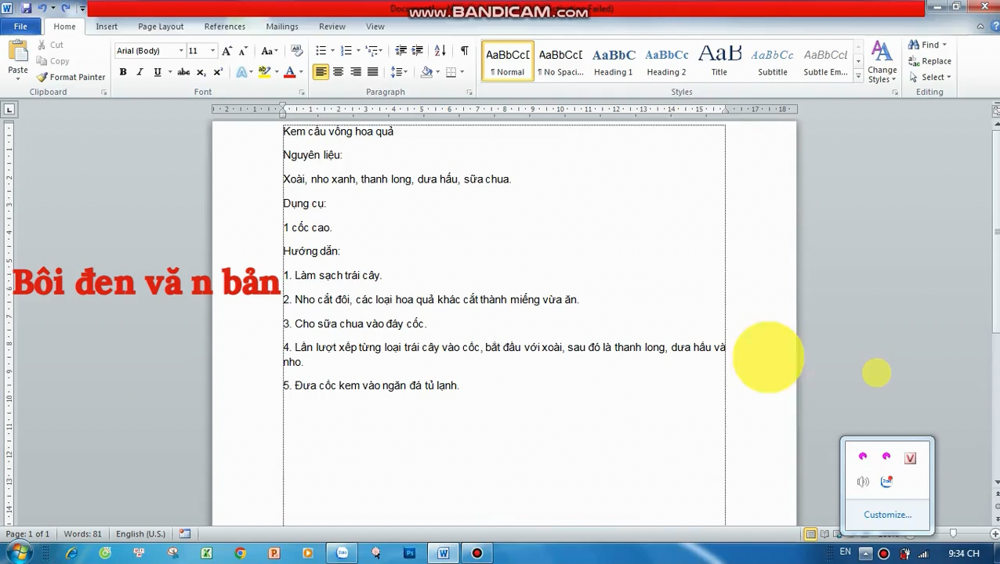 www.BANDICAM.com
File Home Insert Page Layout References Mailings Review View
Cut
Copy
Paste
Format Painter
Clipboard
Arial (Body) 11
Font
Paragraph
AaBbCcD AaBbCcD AaBbC AaBbCc AaB AaBbCc AaBbCcD
¶ Normal ¶ No Spaci... Heading 1 Heading 2 Title Subtitle Subtle Em...
Change Styles
Styles
Find
Replace
Select
Editing
Kem cầu vồng hoa quả
Nguyên liệu:
Xoài, nho xanh, thanh long, dưa hấu, sữa chua.
Dụng cụ:
1 cốc cao.
Hướng dẫn:
1. Làm sạch trái cây.
Bôi đen vă n bản
2. Nho cắt đôi, các loại hoa quả khác cắt thành miếng vừa ăn.
3. Cho sữa chua vào đáy cốc.
4. Lần lượt xếp từng loại trái cây vào cốc, bắt đầu với xoài, sau đó là thanh long, dưa hấu và
nho.
5. Đưa cốc kem vào ngăn đá tủ lạnh.
Customize...
Page: 1 of 1 Words: 81 English (U.S.)
EN 9:34 CH